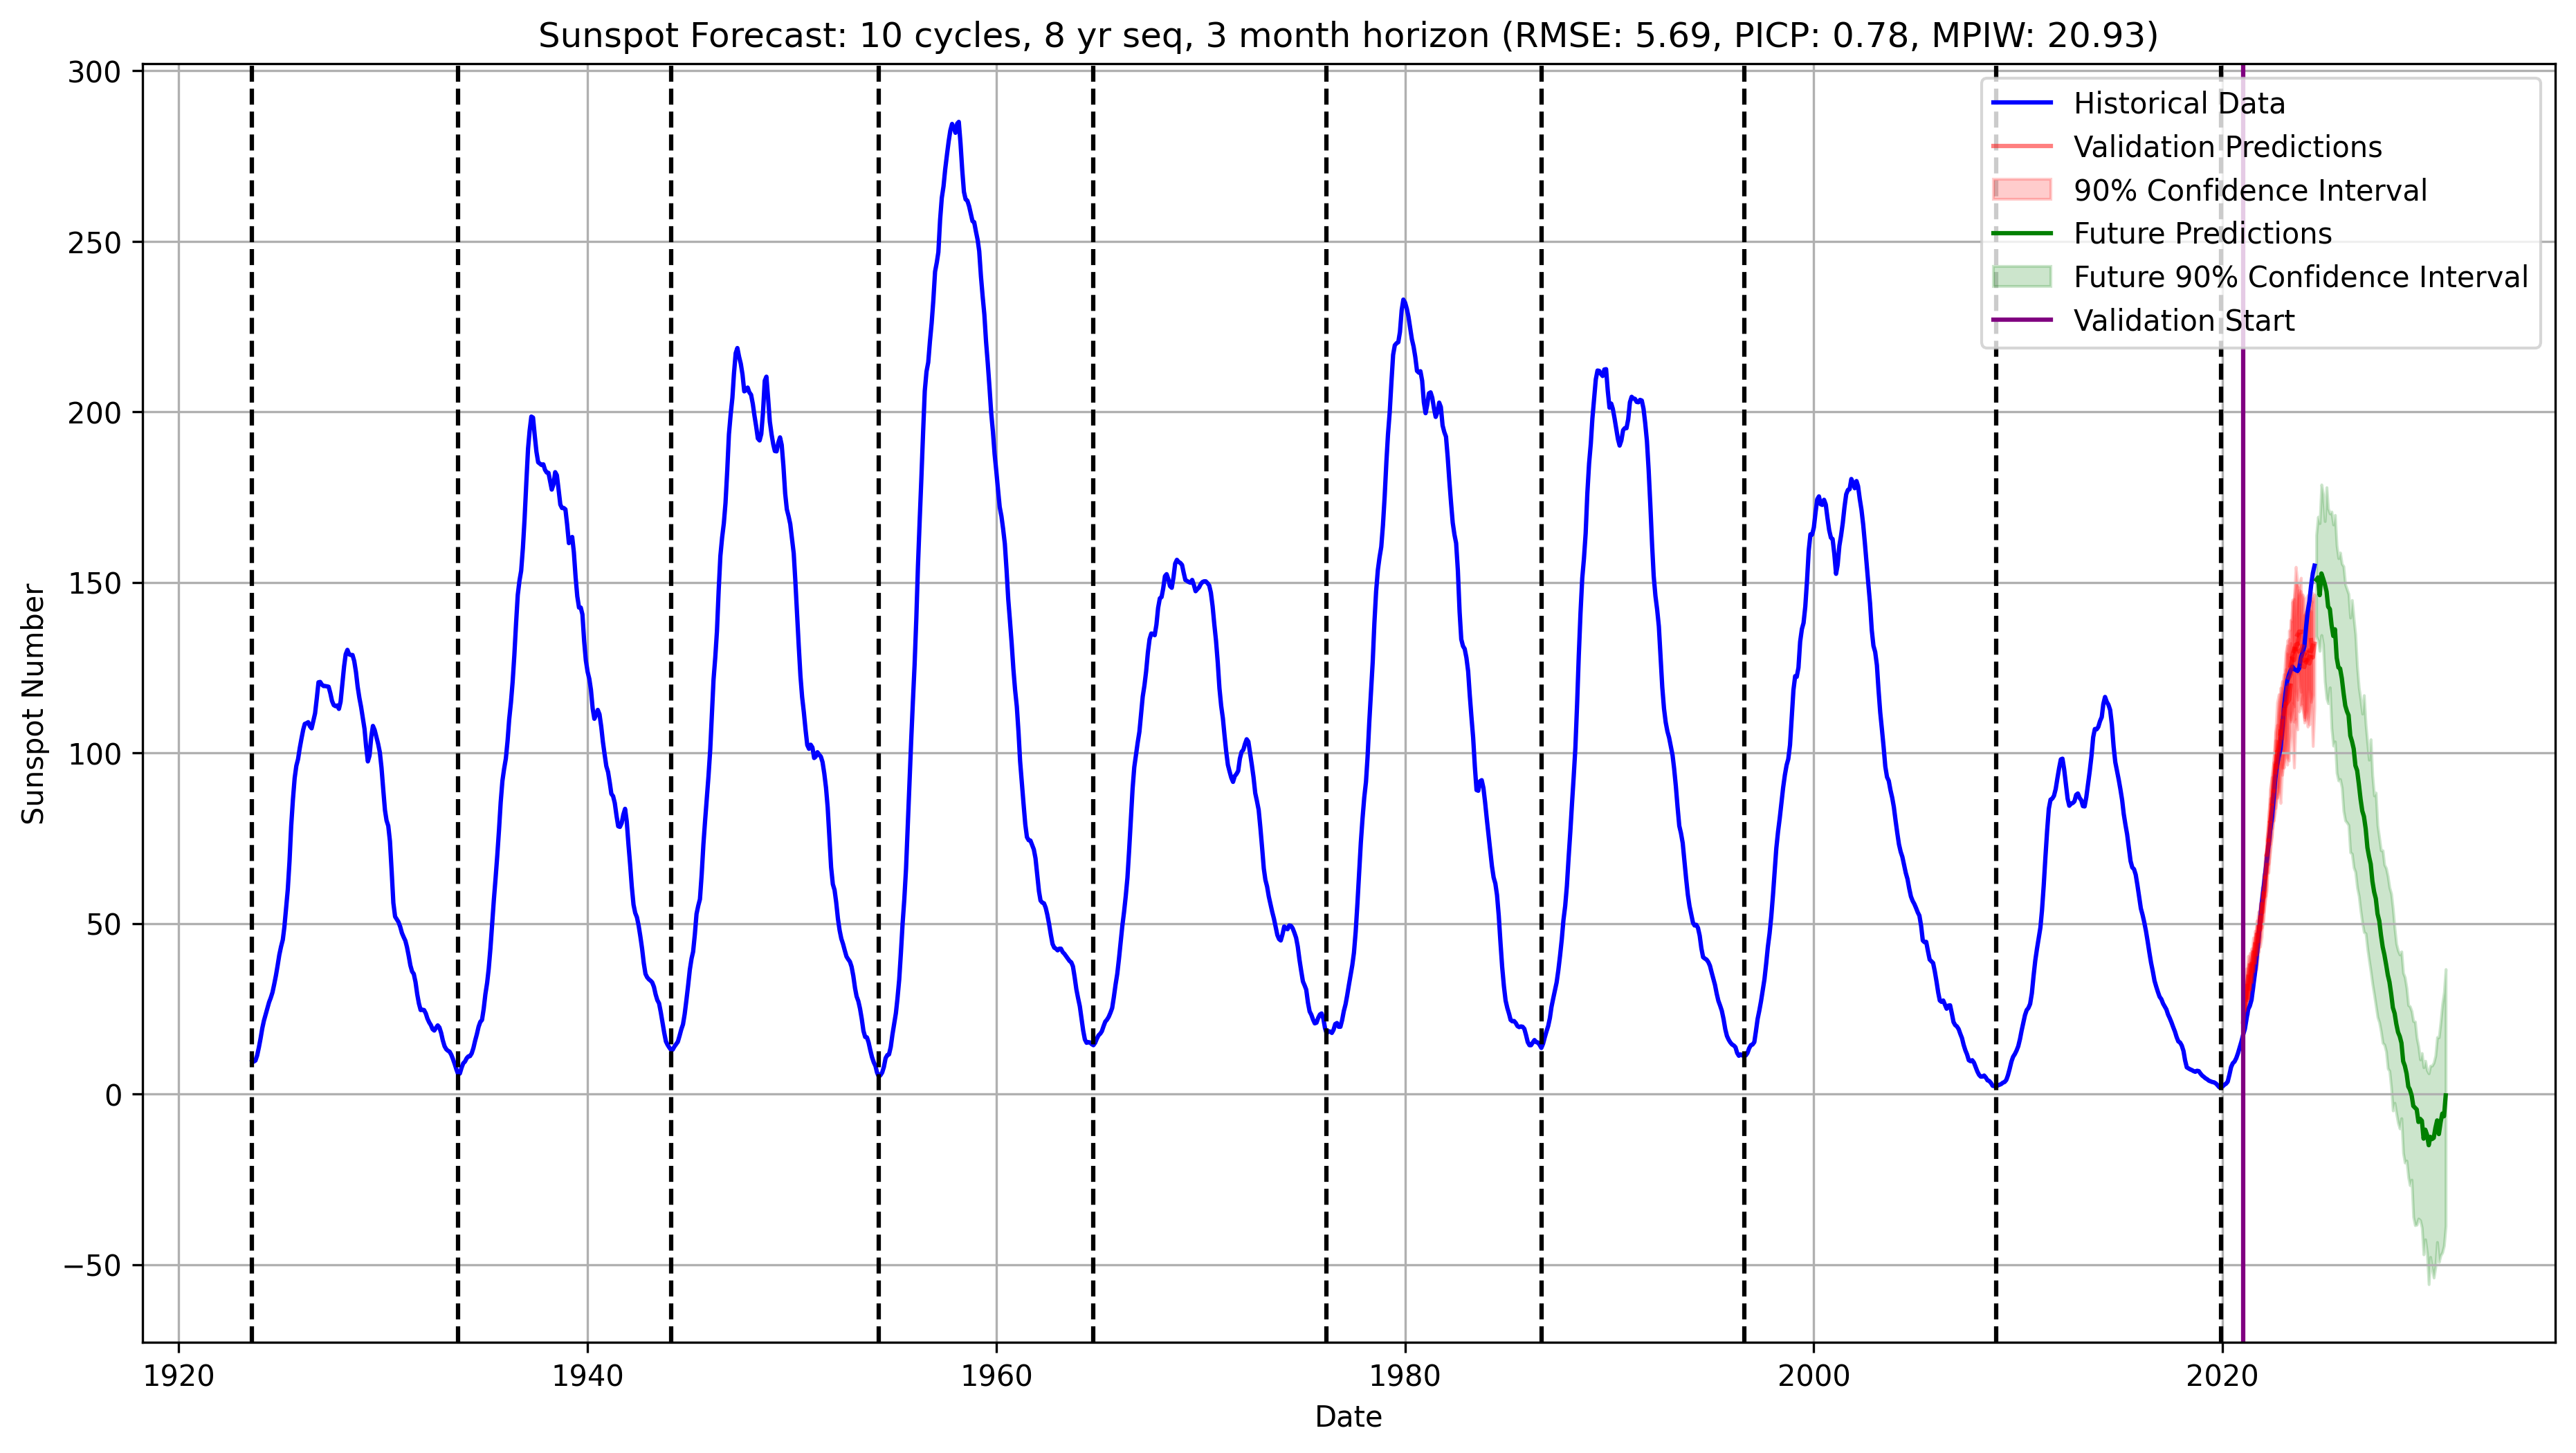 Sunspot Forecast: 10 cycles, 8 yr seq, 3 month horizon (RMSE: 5.69, PICP: 0.78, MPIW: 20.93)
Historical Data
Validation Predictions
90% Confidence Interval
Future Predictions
Future 90% Confidence Interval
Validation Start
Sunspot Number
300
250
200
150
100
50
0
−50
1920 1940 1960 1980 2000 2020
Date